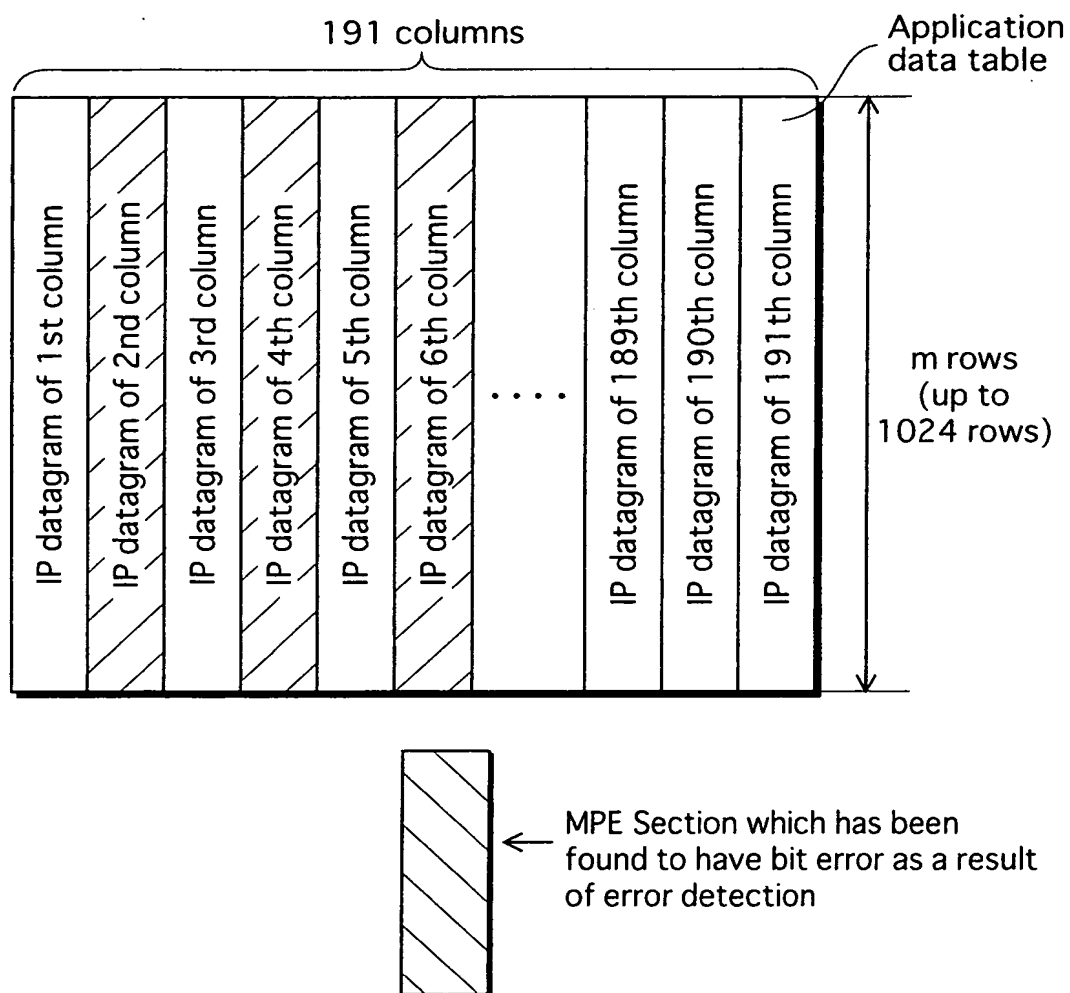 191 columns
Application
data table
IP datagram of 1st column
IP datagram of 2nd column
IP datagram of 3rd column
IP datagram of 4th column
IP datagram of 5th column
IP datagram of 6th column
. . . .
IP datagram of 189th column
IP datagram of 190th column
IP datagram of 191th column
m rows
(up to
1024 rows)
MPE Section which has been
found to have bit error as a result
of error detection